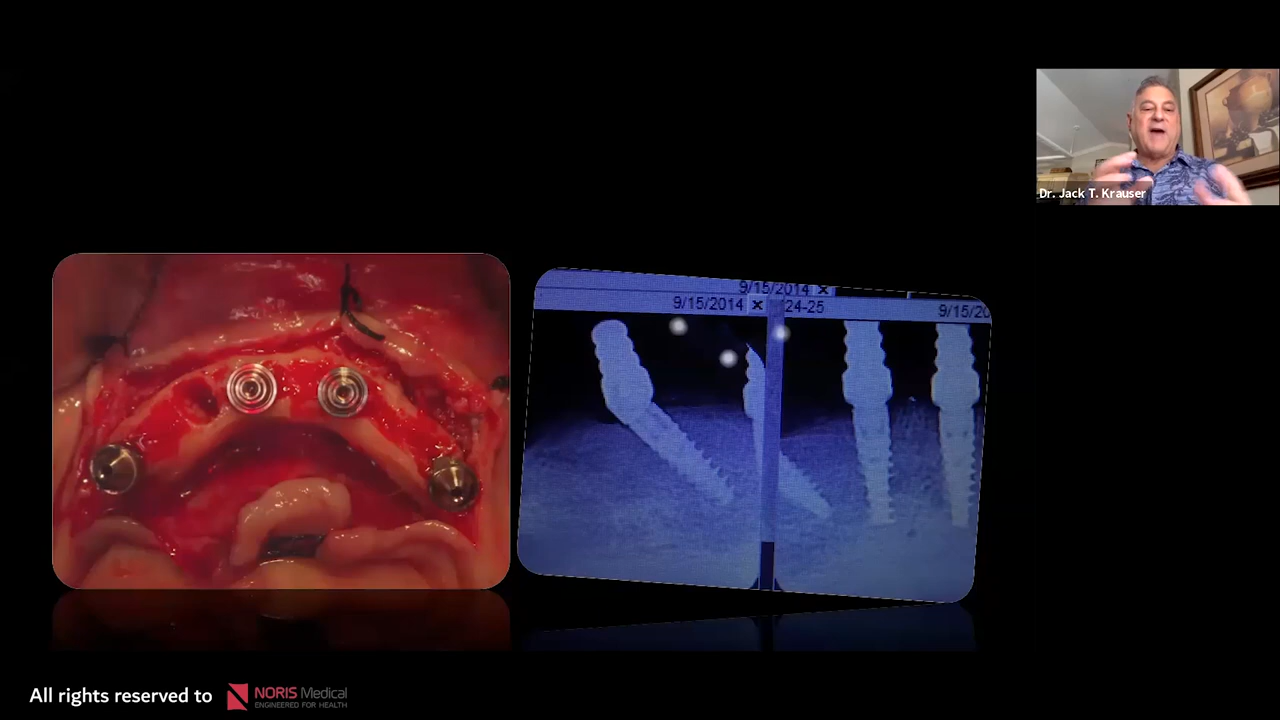 Dr. Jack T. Krauser
9/15/2014 x
9/15/2014 x 24-25
9/15/20
All rights reserved to
NORIS Medical
ENGINEERED FOR HEALTH